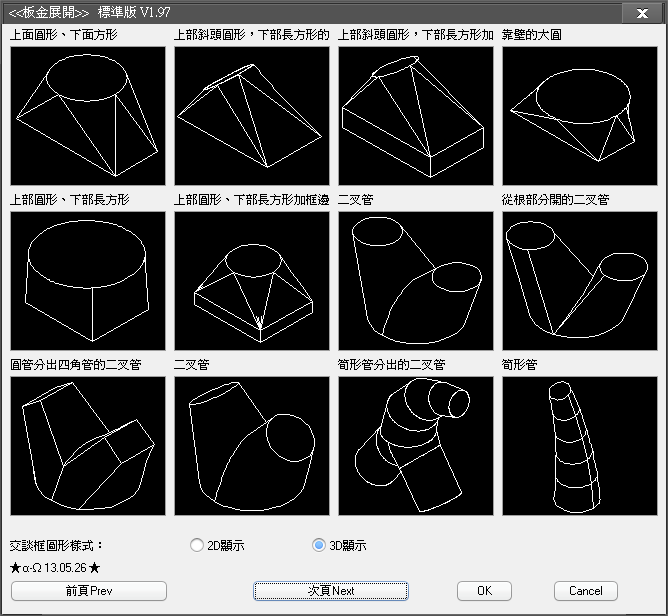 <<板金展開>> 標準版 V1.97
上面圓形、下面方形
上部斜頭圓形，下部長方形的
上部斜頭圓形，下部長方形加
靠壁的大圓
上部圓形、下部長方形
上部圓形、下部長方形加框邊
二叉管
從根部分開的二叉管
圓管分出四角管的二叉管
二叉管
筍形管分出的二叉管
筍形管
交談框圖形樣式：
2D顯示
3D顯示
★α-Ω 13.05.26★
前頁Prev
次頁Next
OK
Cancel